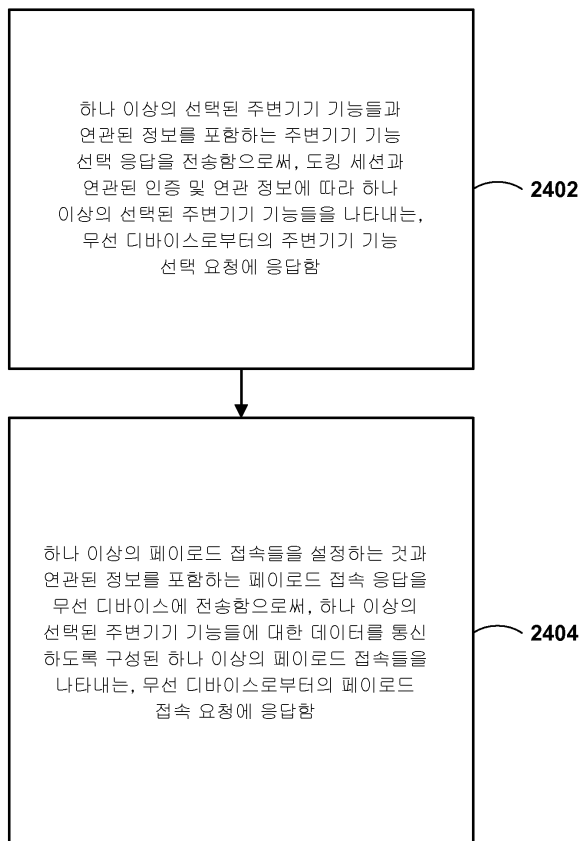 하나 이상의 선택된 주변기기 기능들과
연관된 정보를 포함하는 주변기기 기능
선택 응답을 전송함으로써, 도킹 세션과
연관된 인증 및 연관 정보에 따라 하나
이상의 선택된 주변기기 기능들을 나타내는,
무선 디바이스로부터의 주변기기 기능
선택 요청에 응답함
2402
하나 이상의 페이로드 접속들을 설정하는 것과
연관된 정보를 포함하는 페이로드 접속 응답을
무선 디바이스에 전송함으로써, 하나 이상의
선택된 주변기기 기능들에 대한 데이터를 통신
하도록 구성된 하나 이상의 페이로드 접속들을
나타내는, 무선 디바이스로부터의 페이로드
접속 요청에 응답함
2404